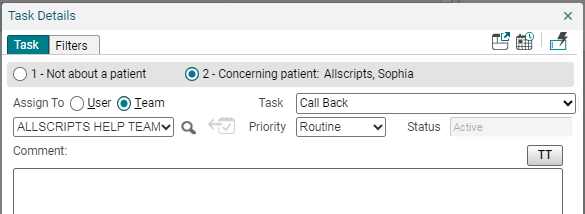 Task Details
Task Filters
1 - Not about a patient 2 - Concerning patient: Allscripts, Sophia
Assign To User Team Task Call Back
ALLSCRIPTS HELP TEAM Priority Routine Status Active
Comment: TT